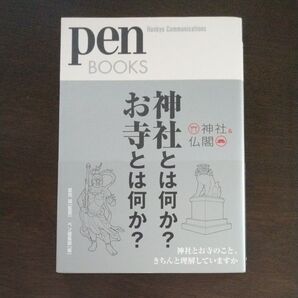 pen
Hankyu Communications
BOOKS
神社とは何か?
お寺とは何か?
神社&
仏閣
神社とお寺のこと、
きちんと理解していますか